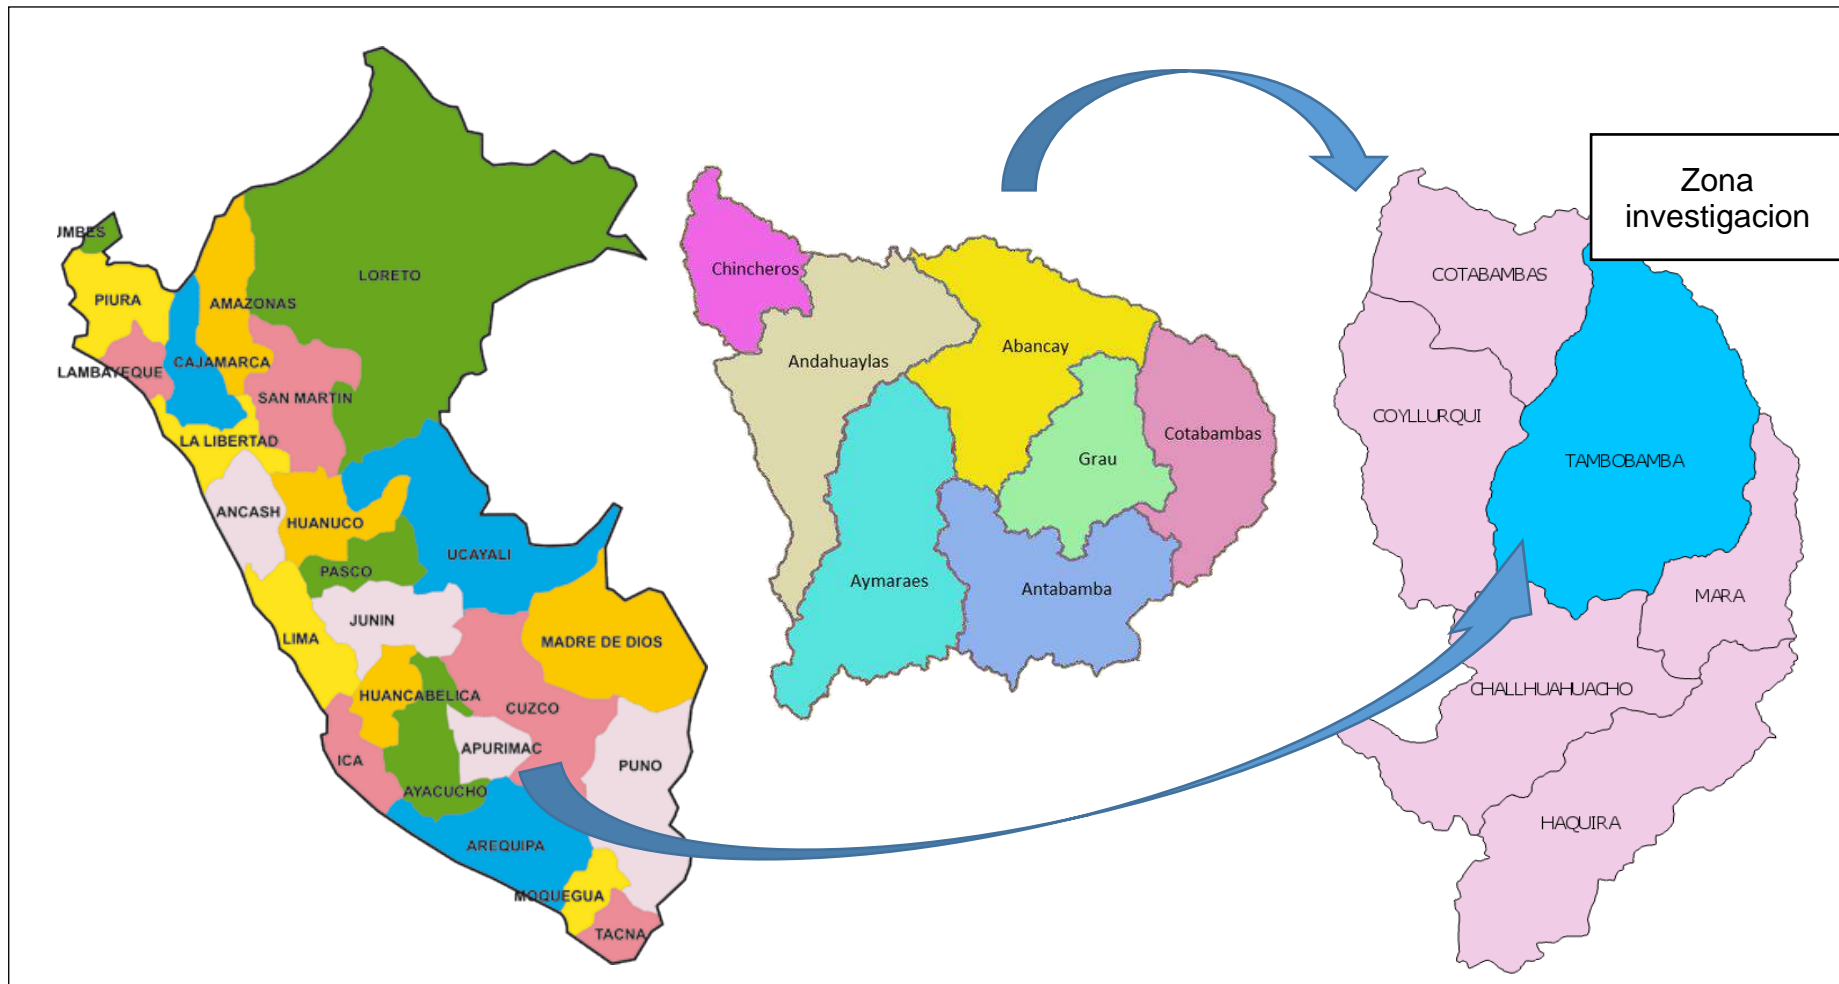 UMBES
LORETO
PIURA
AMAZONAS
CAJAMARCA
LAMBAYEQUE
SAN MARTIN
LA LIBERTAD
ANCASH
HUANUCO
UCAYALI
PASCO
JUNIN
LIMA
MADRE DE DIOS
HUANCABELICA
CUZCO
APURIMAC
ICA
PUNO
AYACUCHO
AREQUIPA
MOQUEGUA
TACNA
Chincheros
Andahuaylas
Abancay
Cotabambas
Grau
Aymaraes
Antabamba
Zona
investigacion
COTABAMBAS
COYLLURQUI
TAMBOBAMBA
MARA
CHALLHUAHUACHO
HAQUIRA